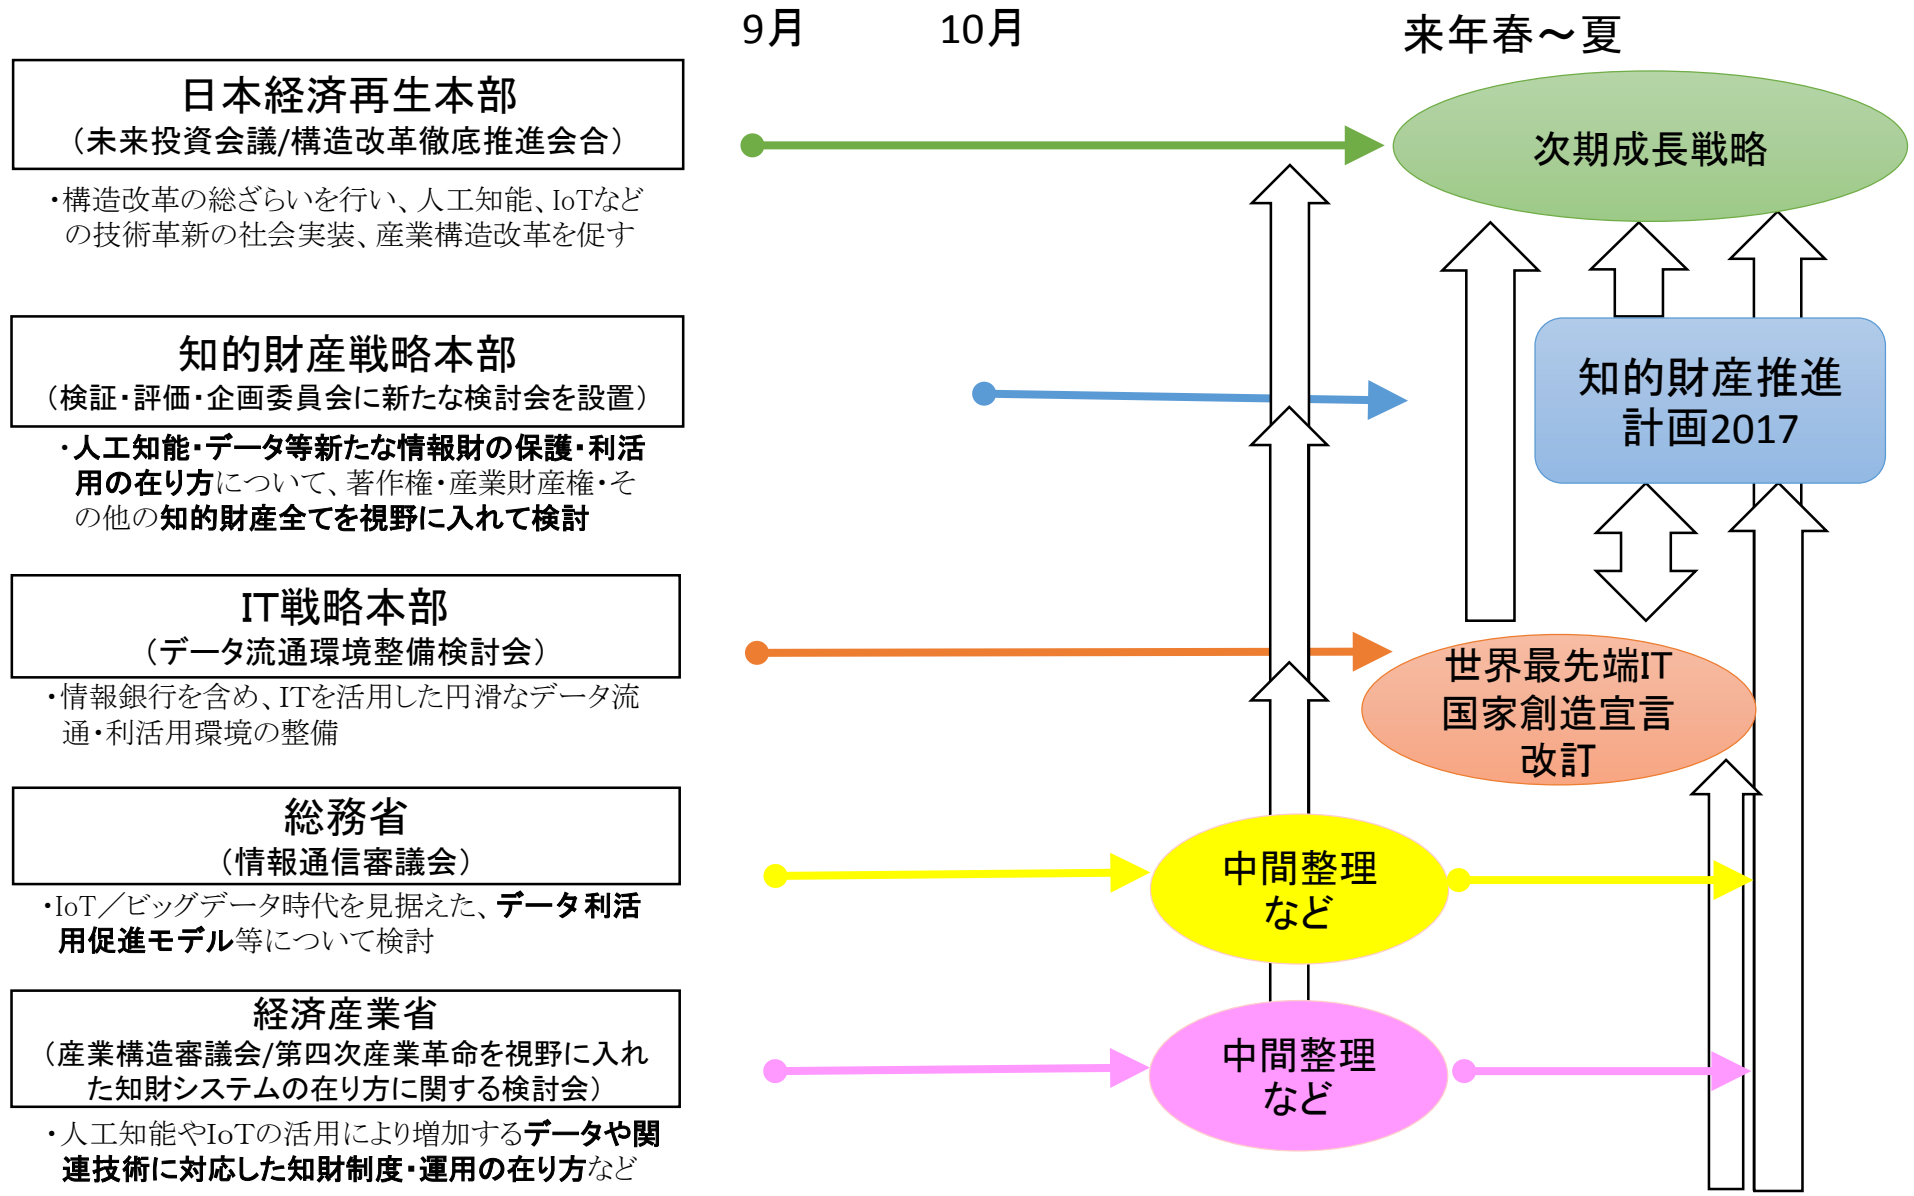 9月
10月
来年春～夏
日本経済再生本部
（未来投資会議/構造改革徹底推進会合）
・構造改革の総ざらいを行い、人工知能、IoTなど
の技術革新の社会実装、産業構造改革を促す
次期成長戦略
知的財産戦略本部
（検証・評価・企画委員会に新たな検討会を設置）
・人工知能・データ等新たな情報財の保護・利活
用の在り方について、著作権・産業財産権・そ
の他の知的財産全てを視野に入れて検討
知的財産推進
計画2017
IT戦略本部
（データ流通環境整備検討会）
・情報銀行を含め、ITを活用した円滑なデータ流
通・利活用環境の整備
世界最先端IT
国家創造宣言
改訂
総務省
（情報通信審議会）
・IoT／ビッグデータ時代を見据えた、データ利活
用促進モデル等について検討
中間整理
など
経済産業省
（産業構造審議会/第四次産業革命を視野に入れ
た知財システムの在り方に関する検討会）
・人工知能やIoTの活用により増加するデータや関
連技術に対応した知財制度・運用の在り方など
中間整理
など